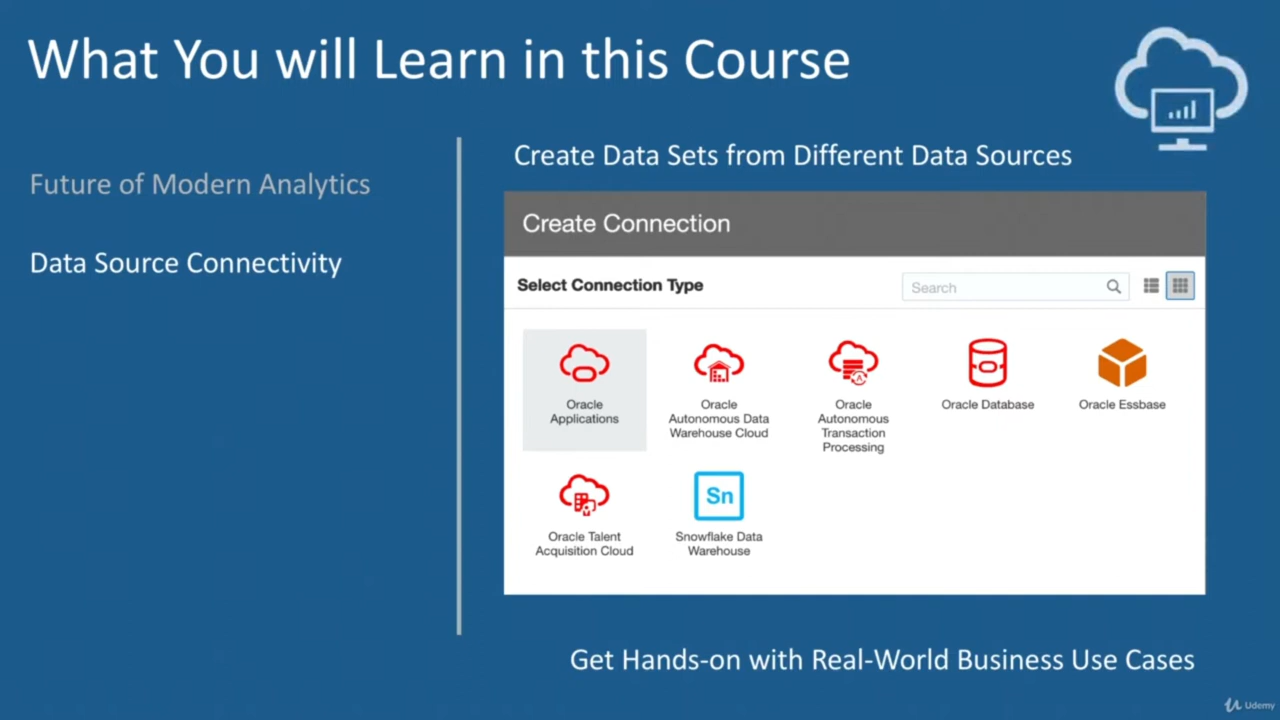 What You will Learn in this Course
Future of Modern Analytics
Data Source Connectivity
Create Data Sets from Different Data Sources
Create Connection
Select Connection Type
Search
Oracle
Applications
Oracle
Autonomous Data
Warehouse Cloud
Oracle
Autonomous
Transaction
Processing
Oracle Database
Oracle Essbase
Oracle Talent
Acquisition Cloud
Sn
Snowflake Data
Warehouse
Get Hands-on with Real-World Business Use Cases
Udemy